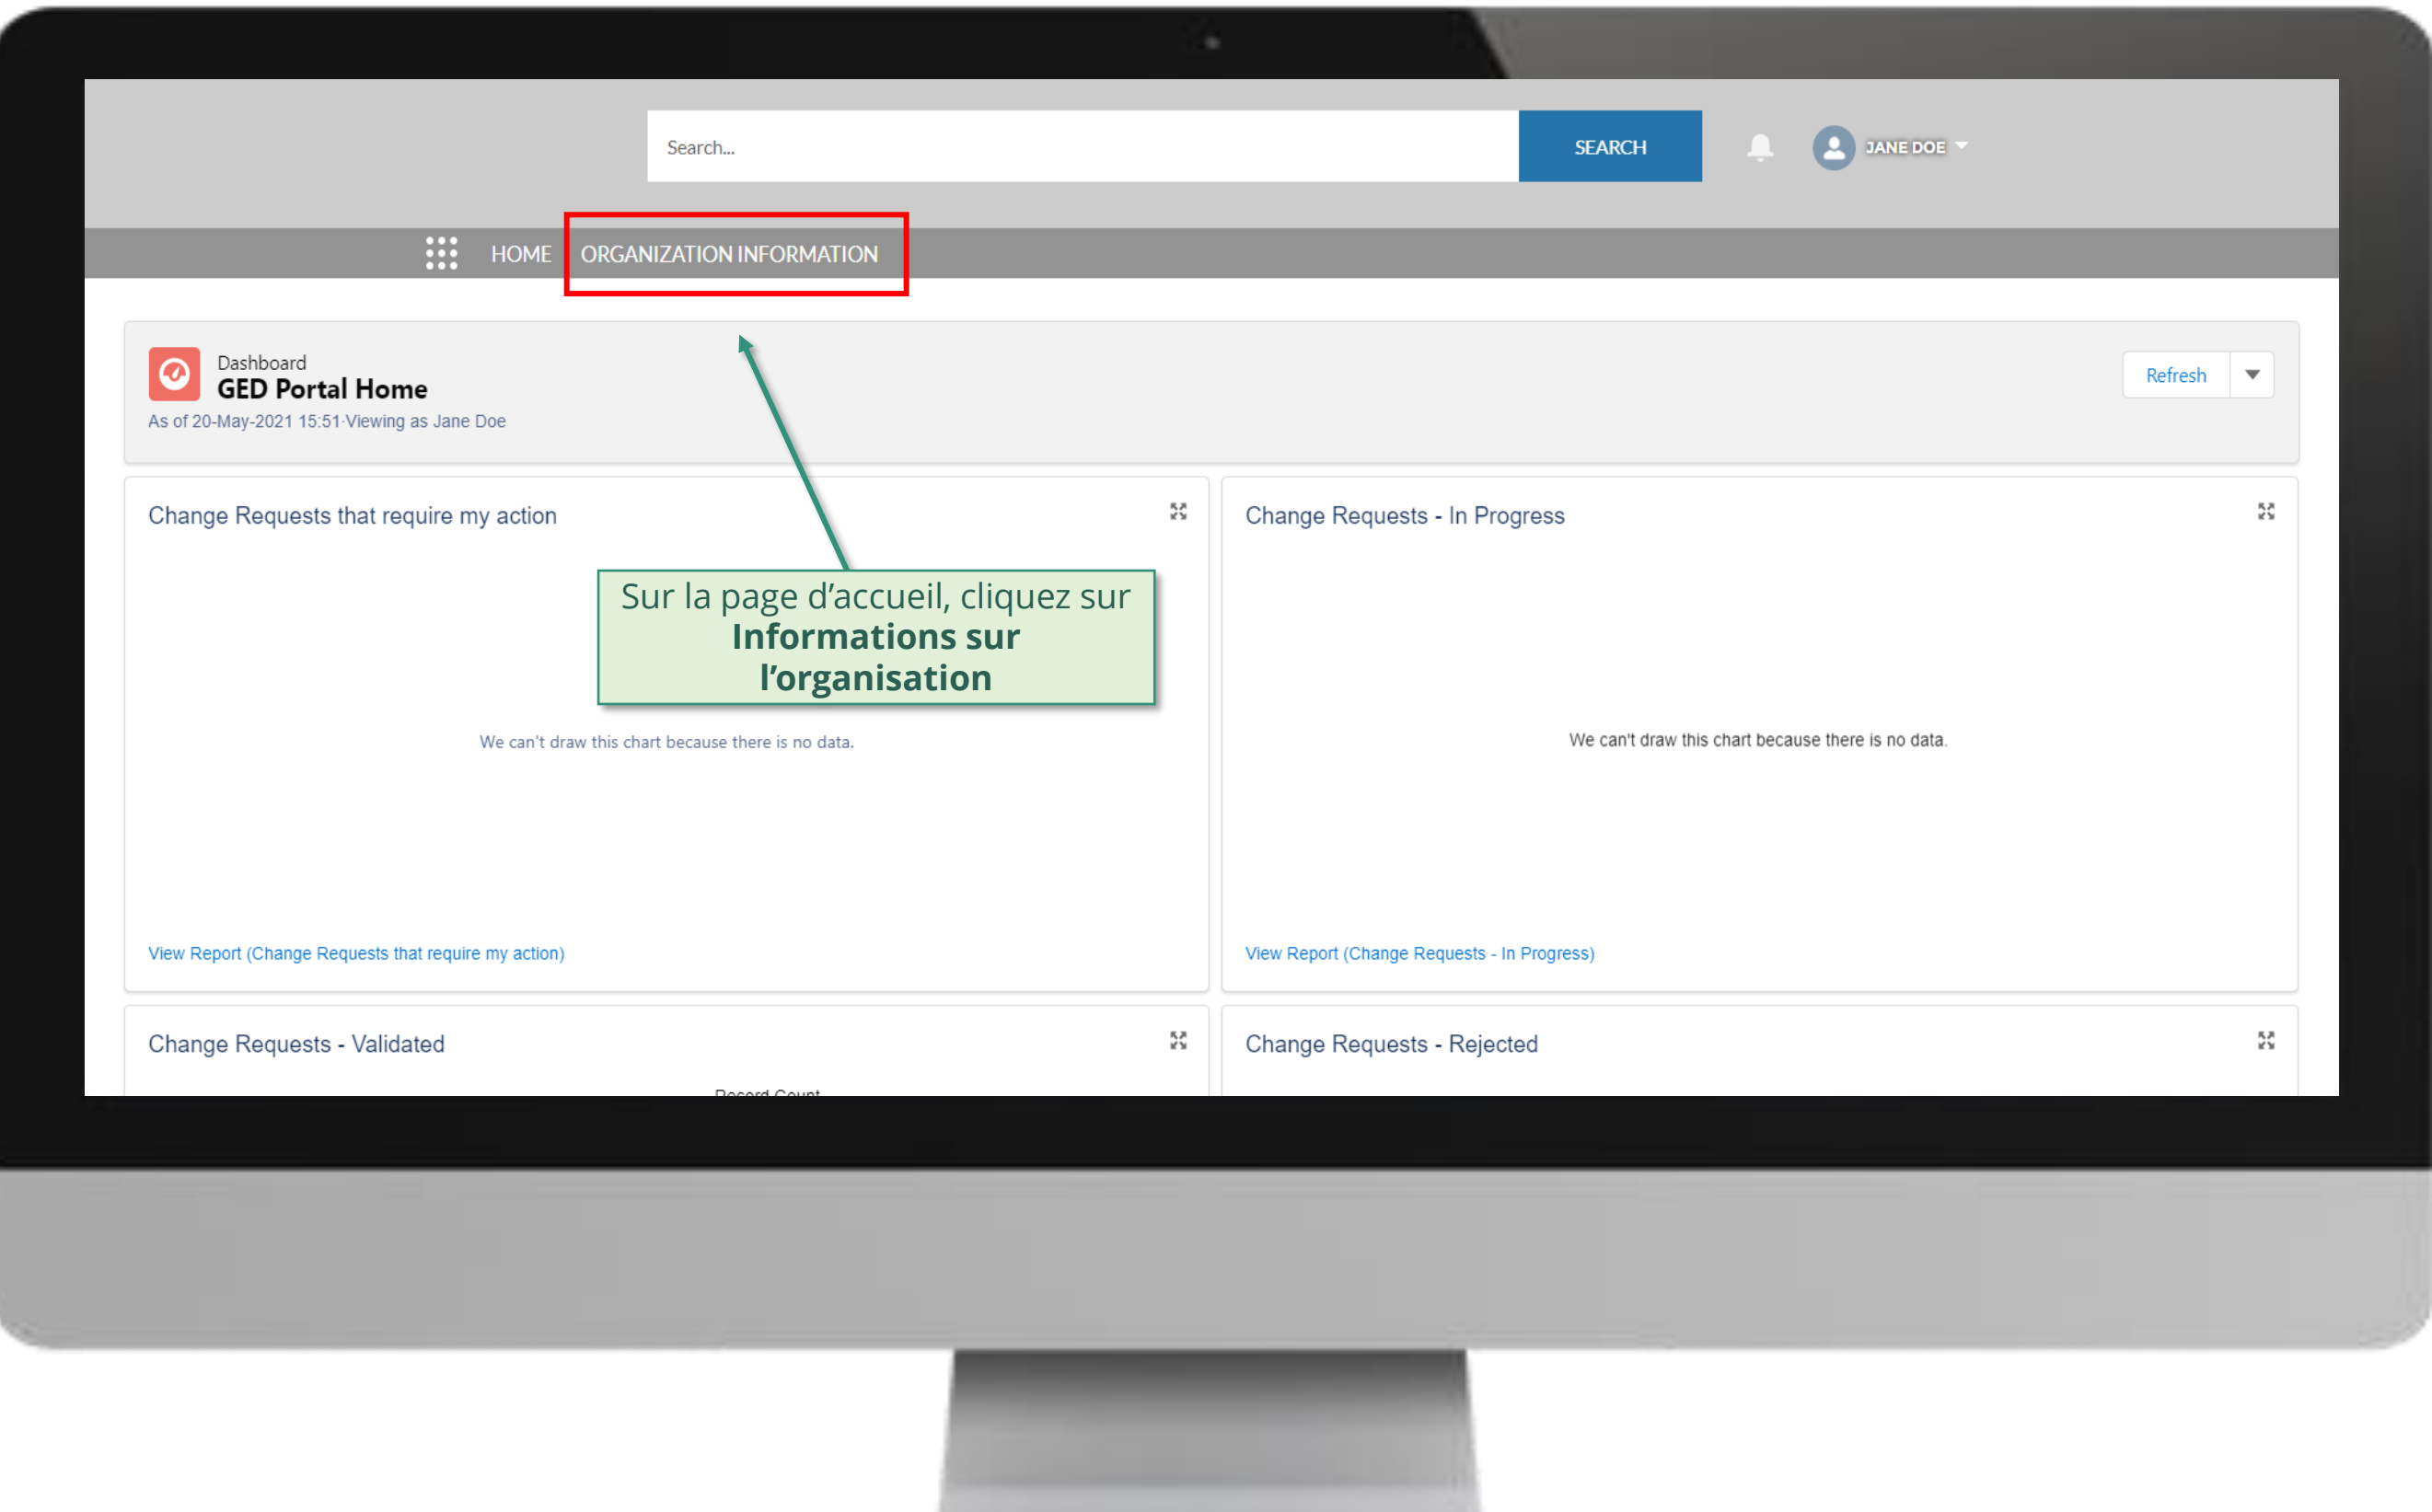 Search...
SEARCH
JANE DOE
HOME
ORGANIZATION INFORMATION
Dashboard
GED Portal Home
As of 20-May-2021 15:51·Viewing as Jane Doe
Refresh
Change Requests that require my action
Sur la page d’accueil, cliquez sur
Informations sur
l’organisation
We can't draw this chart because there is no data.
View Report (Change Requests that require my action)
Change Requests - In Progress
We can't draw this chart because there is no data.
View Report (Change Requests - In Progress)
Change Requests - Validated
Record Count
Change Requests - Rejected